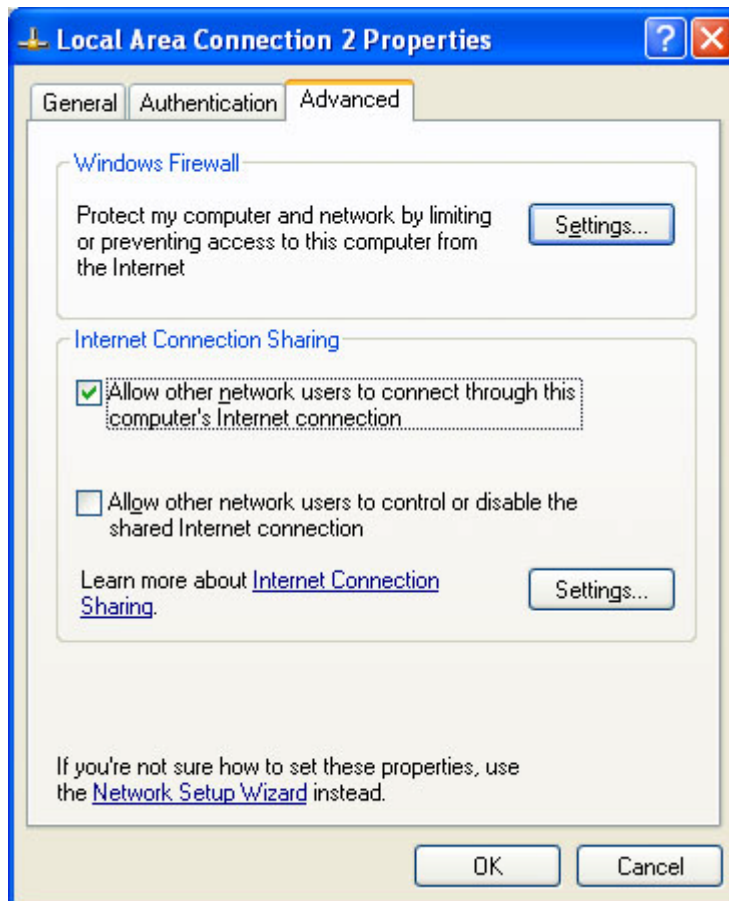 Local Area Connection 2 Properties
General Authentication Advanced
Windows Firewall
Protect my computer and network by limiting
or preventing access to this computer from
the Internet
Settings...
Internet Connection Sharing
Allow other network users to connect through this
computer's Internet connection
Allow other network users to control or disable the
shared Internet connection
Learn more about Internet Connection
Sharing.
Settings...
If you're not sure how to set these properties, use
the Network Setup Wizard instead.
OK Cancel